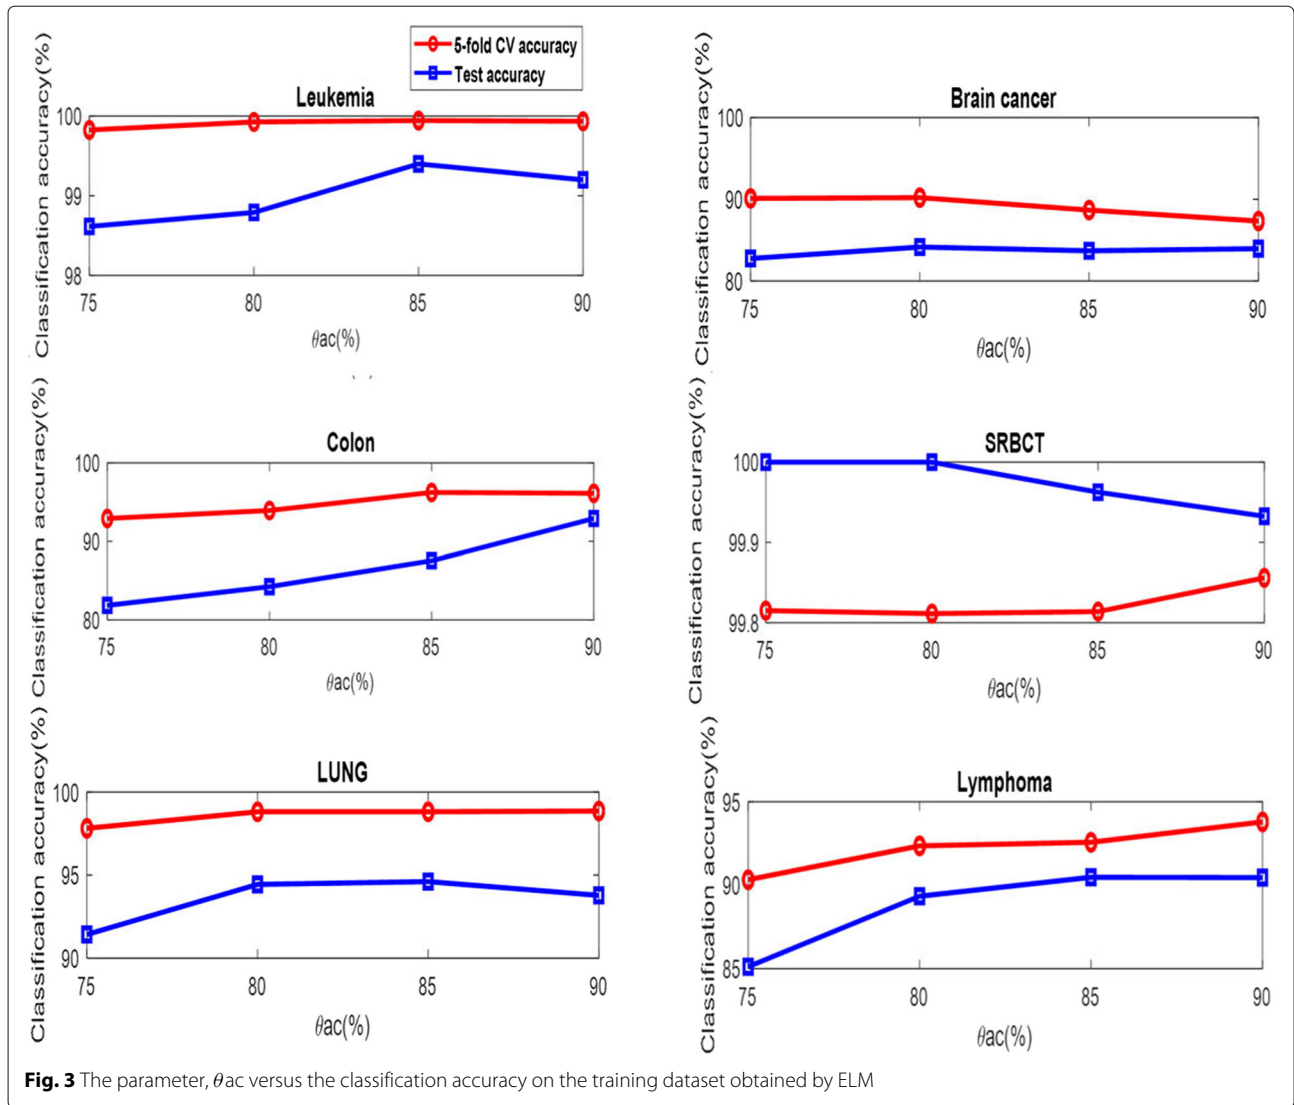 5-fold CV accuracy
Test accuracy
Leukemia
Classification accuracy(%)
100
99
98
75 80 85 90
θac(%)
Brain cancer
Classification accuracy(%)
100
90
80
75 80 85 90
θac(%)
Colon
Classification accuracy(%)
100
90
80
75 80 85 90
θac(%)
SRBCT
Classification accuracy(%)
100
99.9
99.8
75 80 85 90
θac(%)
LUNG
Classification accuracy(%)
100
95
90
75 80 85 90
θac(%)
Lymphoma
Classification accuracy(%)
95
90
85
75 80 85 90
θac(%)
Fig. 3 The parameter, θac versus the classification accuracy on the training dataset obtained by ELM